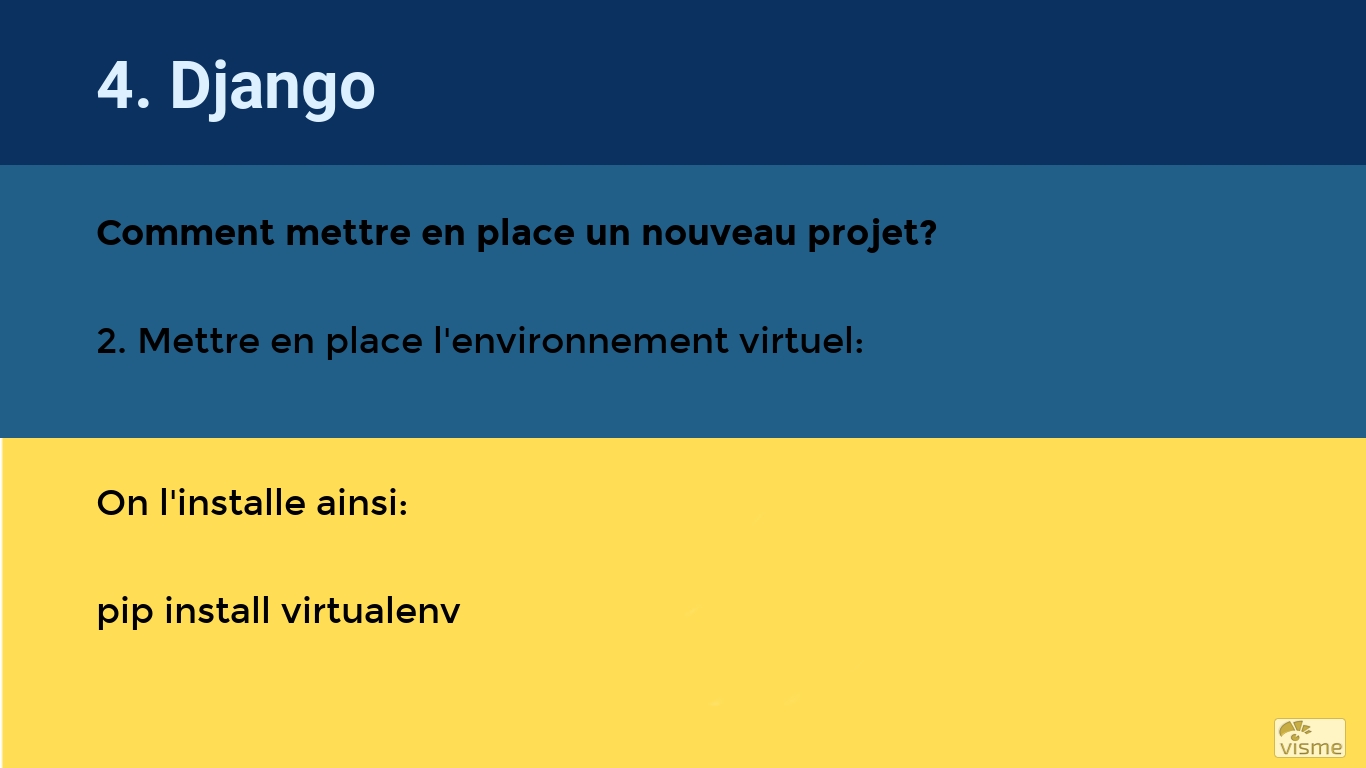 4. Django
Comment mettre en place un nouveau projet?
2. Mettre en place l'environnement virtuel:
On l'installe ainsi:
pip install virtualenv
visme